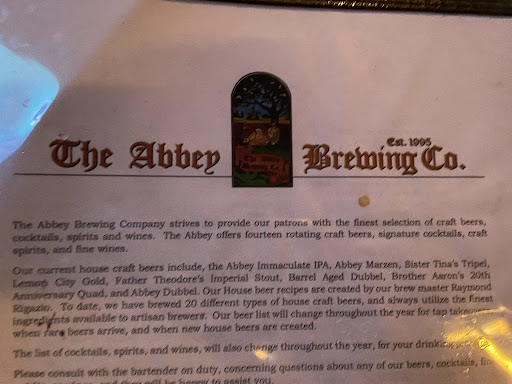 Est. 1995
The Abbey Brewing Co.
The Abbey Brewing Company strives to provide our patrons with the finest selection of craft beers,
cocktails, spirits and wines. The Abbey offers fourteen rotating craft beers, signature cocktails, craft
spirits, and fine wines.
Our current house craft beers include, the Abbey Immaculate IPA, Abbey Marzen, Sister Tina's Tripel,
Lemon City Gold, Father Theodore's Imperial Stout, Barrel Aged Dubbel, Brother Aaron's 20th
Anniversary Quad, and Abbey Dubbel. Our House beer recipes are created by our brew master Raymond
Rigazio. To date, we have brewed 20 different types of house craft beers, and always utilize the finest
ingredients available to artisan brewers. Our beer list will change throughout the year for tap
when rare beers arrive, and when new house beers are created.
The list of cocktails, spirits, and wines, will also change throughout the year, for your drinking
Please consult with the bartender on duty, concerning questions about any of our beers, cocktails,
and they will be happy to assist you.